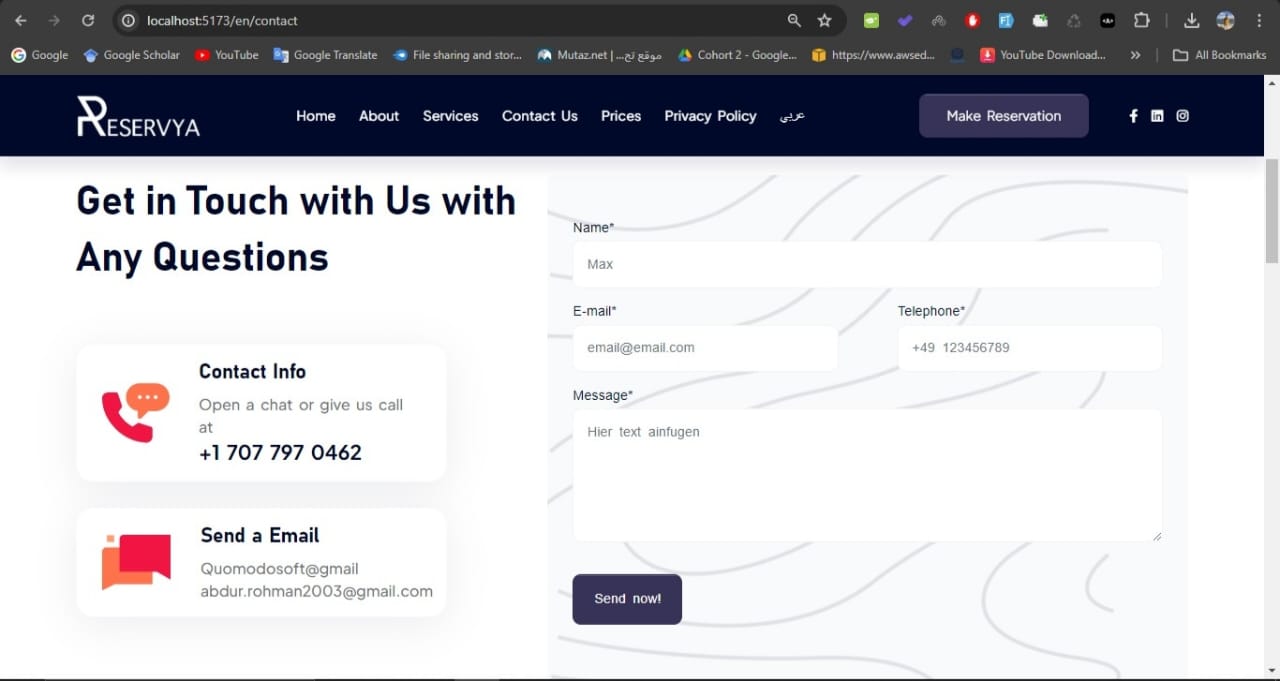 localhost:5173/en/contact
Google
Google Scholar
YouTube
Google Translate
File sharing and stor...
Mutaz.net | موقع تج...
Cohort 2 - Google...
https://www.awsed...
YouTube Download...
»
All Bookmarks
RESERVYA
Home
About
Services
Contact Us
Prices
Privacy Policy
عربي
Make Reservation
Get in Touch with Us with
Any Questions
Contact Info
Open a chat or give us call
at
+1 707 797 0462
Send a Email
Quomodosoft@gmail
abdur.rohman2003@gmail.com
Name*
Max
E-mail*
Telephone*
email@email.com
+49 123456789
Message*
Hier text ainfugen
Send now!